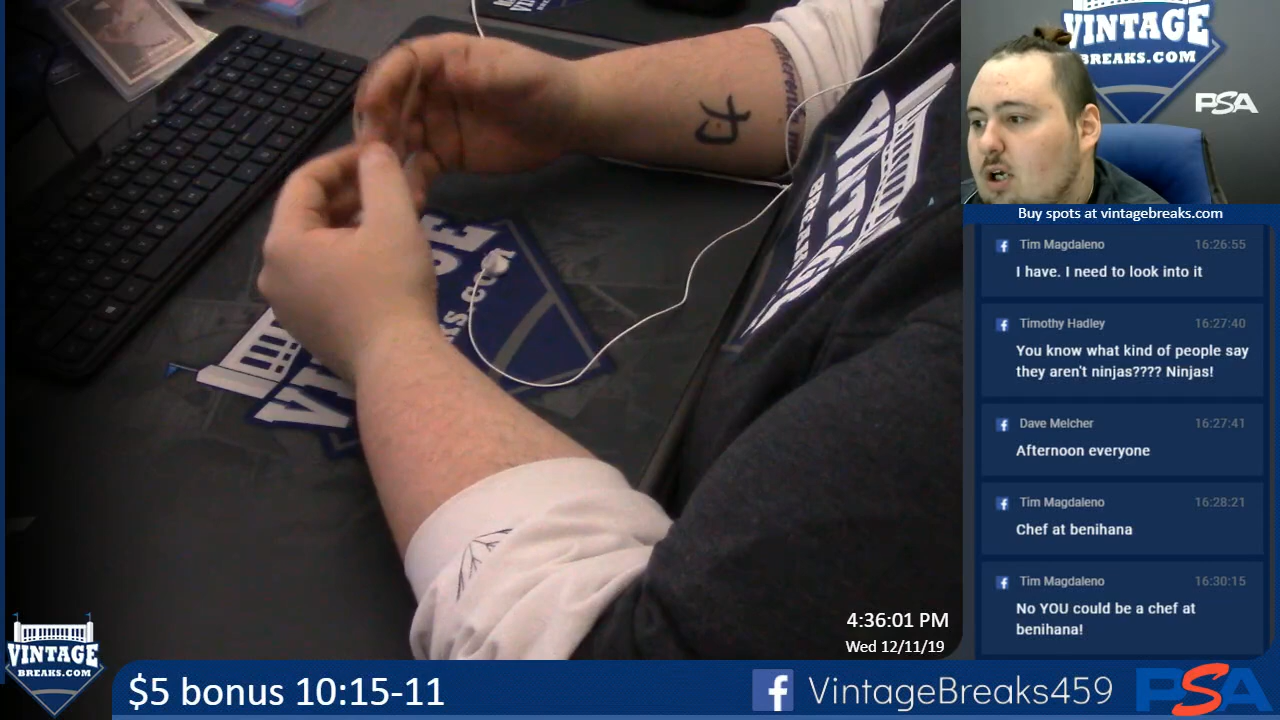 VINTAGE
BREAKS.COM
PSA
Buy spots at vintagebreaks.com
Tim Magdaleno 16:26:55
I have. I need to look into it
Timothy Hadley 16:27:40
You know what kind of people say
they aren't ninjas???? Ninjas!
Dave Melcher 16:27:41
Afternoon everyone
Tim Magdaleno 16:28:21
Chef at benihana
Tim Magdaleno 16:30:15
No YOU could be a chef at
benihana!
力
VINTAGE
4:36:01 PM
Wed 12/11/19
VINTAGE
BREAKS.COM
$5 bonus 10:15-11
f VintageBreaks459
PSA